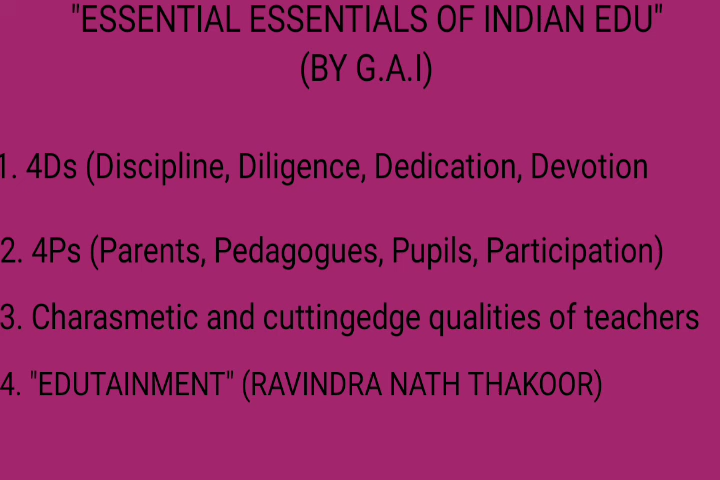 "ESSENTIAL ESSENTIALS OF INDIAN EDU"
(BY G.A.I)
1. 4Ds (Discipline, Diligence, Dedication, Devotion
2. 4Ps (Parents, Pedagogues, Pupils, Participation)
3. Charasmetic and cuttingedge qualities of teachers
4. "EDUTAINMENT" (RAVINDRA NATH THAKOOR)